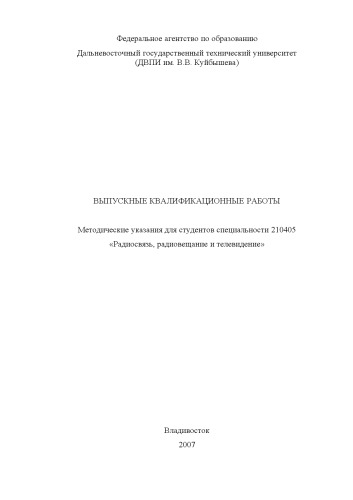 Федеральное агентство по образованию
Дальневосточный государственный технический университет
(ДВПИ им. В.В. Куйбышева)
ВЫПУСКНЫЕ КВАЛИФИКАЦИОННЫЕ РАБОТЫ
Методические указания для студентов специальности 210405
«Радиосвязь, радиовещание и телевидение»
Владивосток
2007